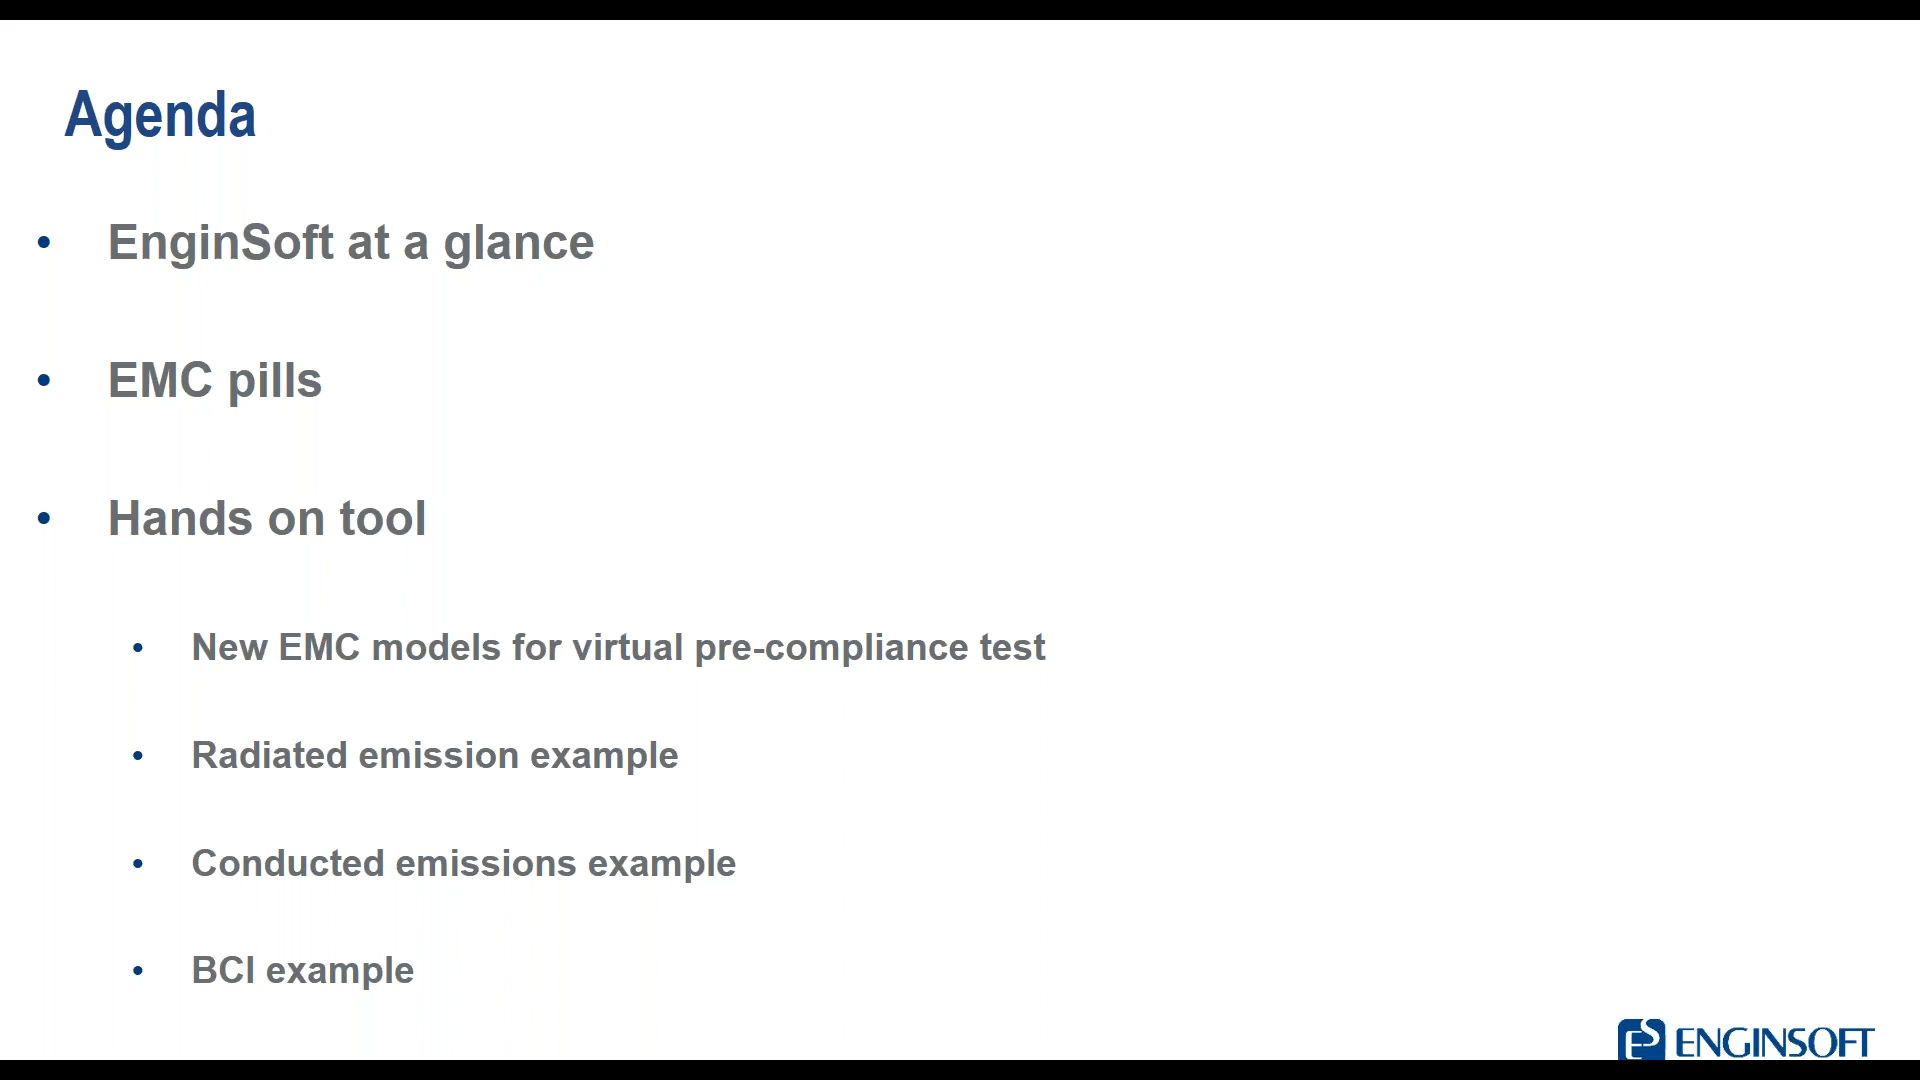 Agenda
• EnginSoft at a glance
• EMC pills
• Hands on tool
• New EMC models for virtual pre-compliance test
• Radiated emission example
• Conducted emissions example
• BCI example
ES ENGINSOFT